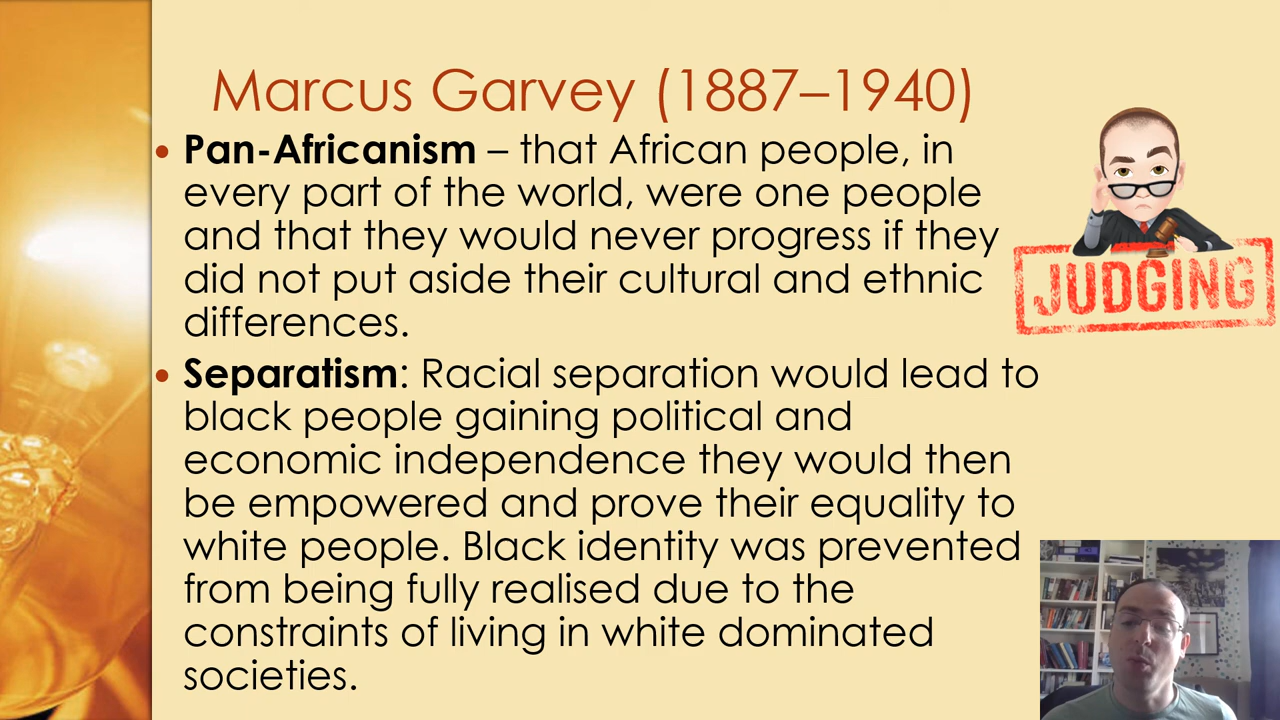 Marcus Garvey (1887–1940)
• Pan-Africanism – that African people, in
every part of the world, were one people
and that they would never progress if they
did not put aside their cultural and ethnic
differences.
JUDGING
• Separatism: Racial separation would lead to
black people gaining political and
economic independence they would then
be empowered and prove their equality to
white people. Black identity was prevented
from being fully realised due to the
constraints of living in white dominated
societies.